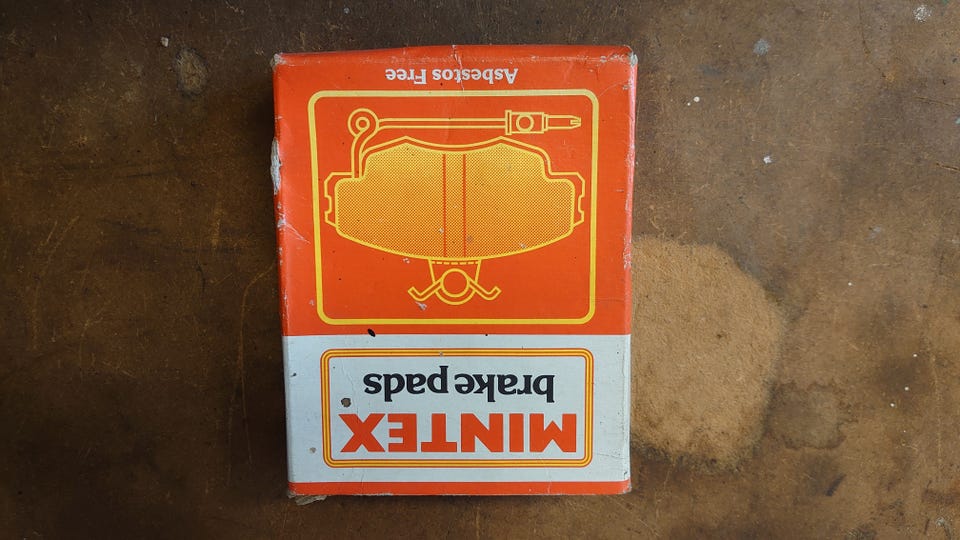 MINTEX
brake pads
Asbestos Free